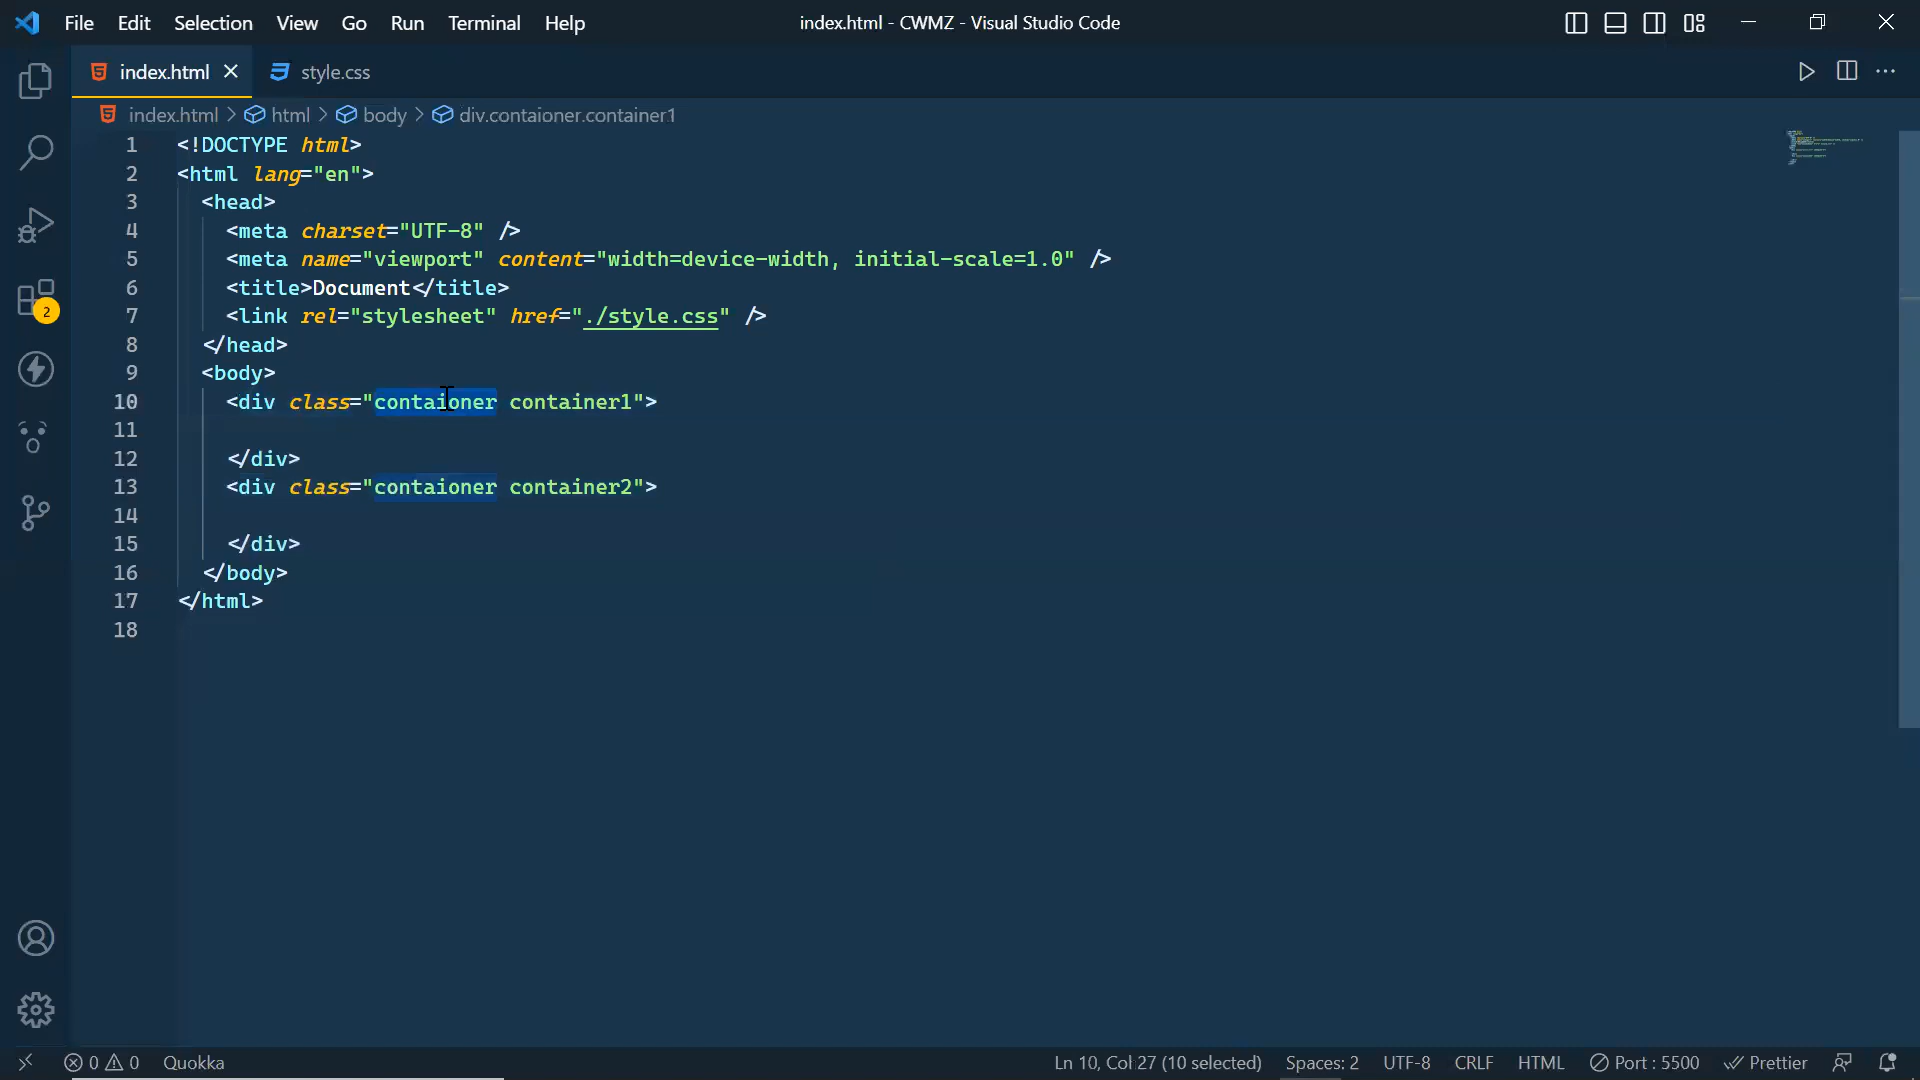 File Edit Selection View Go Run Terminal Help index.html - CWMZ - Visual Studio Code
index.html style.css
index.html > html > body > div.contaioner.container1
1 <!DOCTYPE html>
2 <html lang="en">
3 <head>
4 <meta charset="UTF-8" />
5 <meta name="viewport" content="width=device-width, initial-scale=1.0" />
6 <title>Document</title>
7 <link rel="stylesheet" href="./style.css" />
8 </head>
9 <body>
10 <div class="contaioner container1">
11
12 </div>
13 <div class="contaioner container2">
14
15 </div>
16 </body>
17 </html>
18
2
0 0 Quokka Ln 10, Col 27 (10 selected) Spaces: 2 UTF-8 CRLF HTML Port : 5500 Prettier